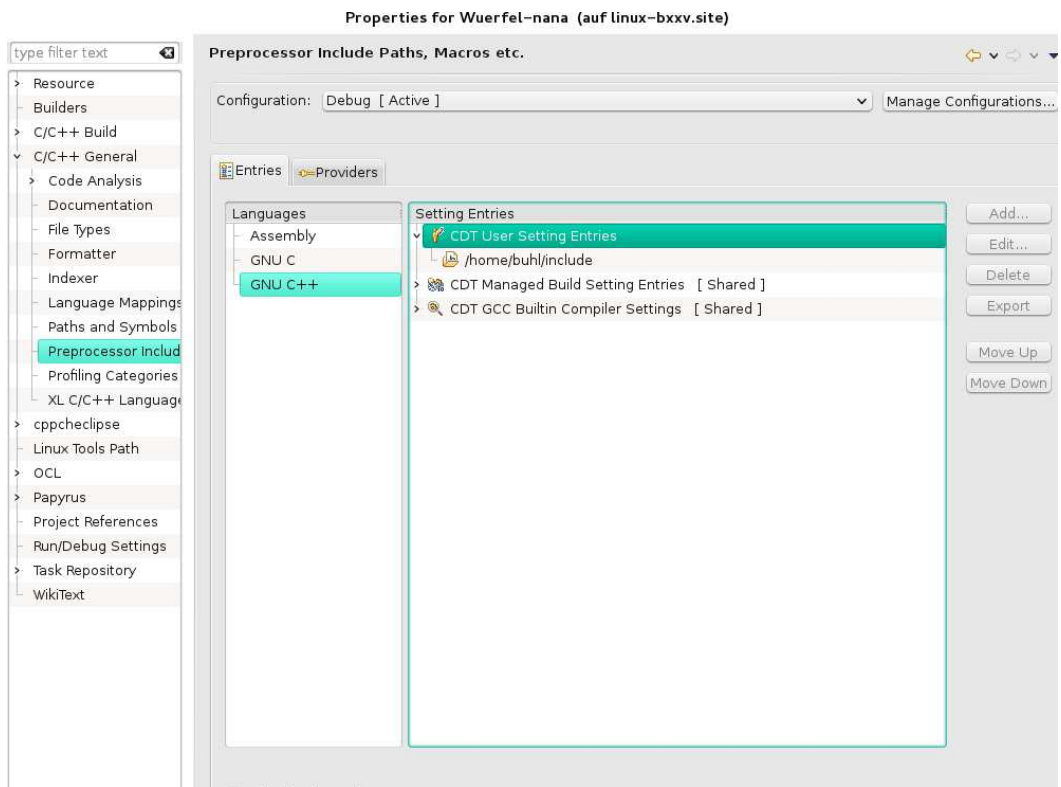 Properties for Wuerfel-nana (auf linux-bxxv.site)
type filter text
Resource
Builders
C/C++ Build
C/C++ General
Code Analysis
Documentation
File Types
Formatter
Indexer
Language Mappings
Paths and Symbols
Preprocessor Includ
Profiling Categories
XL C/C++ Language
cppcheclipse
Linux Tools Path
OCL
Papyrus
Project References
Run/Debug Settings
Task Repository
WikiText
Preprocessor Include Paths, Macros etc.
Configuration: Debug [ Active ] Manage Configurations...
Entries Providers
Languages
Assembly
GNU C
GNU C++
Setting Entries
CDT User Setting Entries
/home/buhl/include
CDT Managed Build Setting Entries [ Shared ]
CDT GCC Builtin Compiler Settings [ Shared ]
Add...
Edit...
Delete
Export
Move Up
Move Down